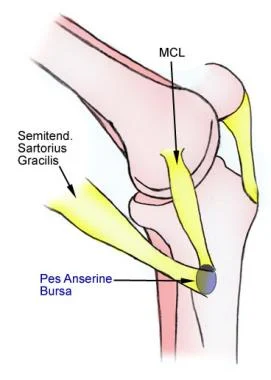 MCL
Semitend.
Sartorius
Gracilis
Pes Anserine
Bursa